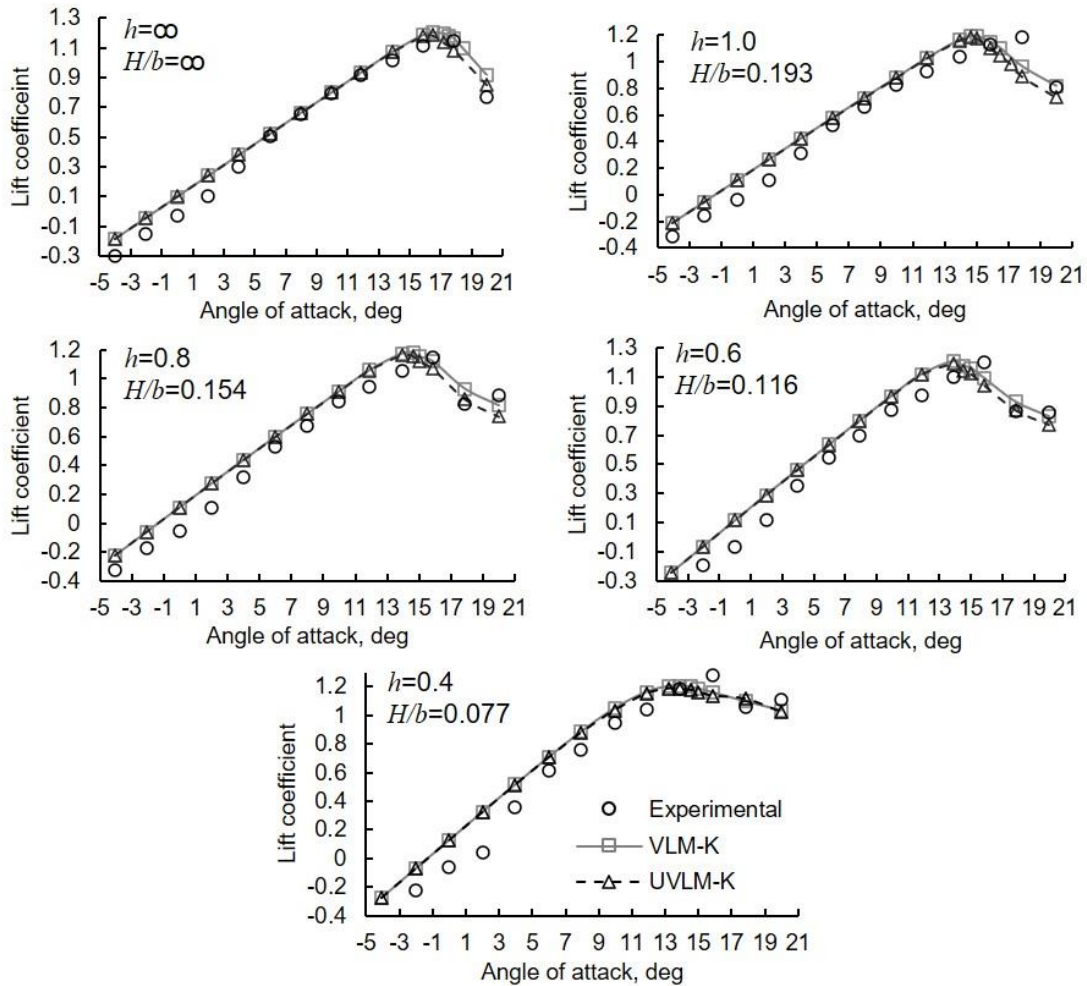 1.3
1.1
0.9
0.7
0.5
0.3
0.1
-0.1
-0.3
Lift coefficeint
h=∞
H/b=∞
-5 -3 -1 1 3 5 7 9 11 13 15 17 19 21
Angle of attack, deg
1.2
1
0.8
0.6
0.4
0.2
0
-0.2
-0.4
Lift coefficient
h=1.0
H/b=0.193
-5 -3 -1 1 3 5 7 9 11 13 15 17 19 21
Angle of attack, deg
1.2
1
0.8
0.6
0.4
0.2
0
-0.2
-0.4
Lift coefficient
h=0.8
H/b=0.154
-5 -3 -1 1 3 5 7 9 11 13 15 17 19 21
Angle of attack, deg
1.3
1.1
0.9
0.7
0.5
0.3
0.1
-0.1
-0.3
Lift coefficient
h=0.6
H/b=0.116
-5 -3 -1 1 3 5 7 9 11 13 15 17 19 21
Angle of attack, deg
1.2
1
0.8
0.6
0.4
0.2
0
-0.2
-0.4
Lift coefficient
h=0.4
H/b=0.077
Experimental
VLM-K
UVLM-K
-5 -3 -1 1 3 5 7 9 11 13 15 17 19 21
Angle of attack, deg